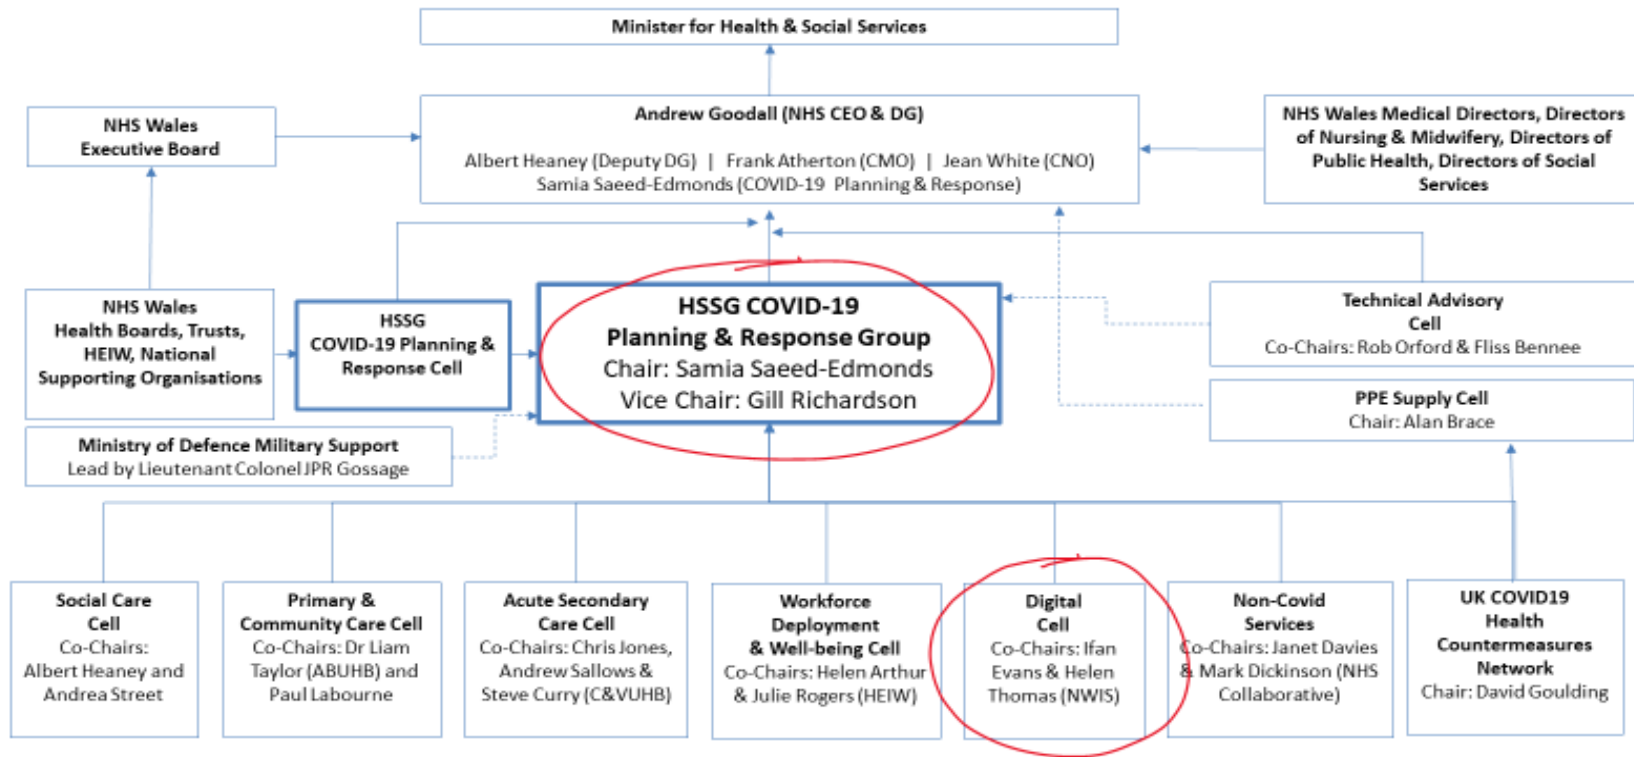 Minister for Health & Social Services
NHS Wales
Executive Board
Andrew Goodall (NHS CEO & DG)
Albert Heaney (Deputy DG) | Frank Atherton (CMO) | Jean White (CNO)
Samia Saeed-Edmonds (COVID-19 Planning & Response)
NHS Wales Medical Directors, Directors
of Nursing & Midwifery, Directors of
Public Health, Directors of Social
Services
NHS Wales
Health Boards, Trusts,
HEIW, National
Supporting Organisations
HSSG
COVID-19 Planning &
Response Cell
HSSG COVID-19
Planning & Response Group
Chair: Samia Saeed-Edmonds
Vice Chair: Gill Richardson
Technical Advisory
Cell
Co-Chairs: Rob Orford & Fliss Bennee
PPE Supply Cell
Chair: Alan Brace
Ministry of Defence Military Support
Lead by Lieutenant Colonel JPR Gossage
Social Care
Cell
Co-Chairs:
Albert Heaney and
Andrea Street
Primary &
Community Care Cell
Co-Chairs: Dr Liam
Taylor (ABUHB) and
Paul Labourne
Acute Secondary
Care Cell
Co-Chairs: Chris Jones,
Andrew Sallows &
Steve Curry (C&VUHB)
Workforce
Deployment
& Well-being Cell
Co-Chairs: Helen Arthur
& Julie Rogers (HEIW)
Digital
Cell
Co-Chairs: Ifan
Evans & Helen
Thomas (NWIS)
Non-Covid
Services
Co-Chairs: Janet Davies
& Mark Dickinson (NHS
Collaborative)
UK COVID19
Health
Countermeasures
Network
Chair: David Goulding